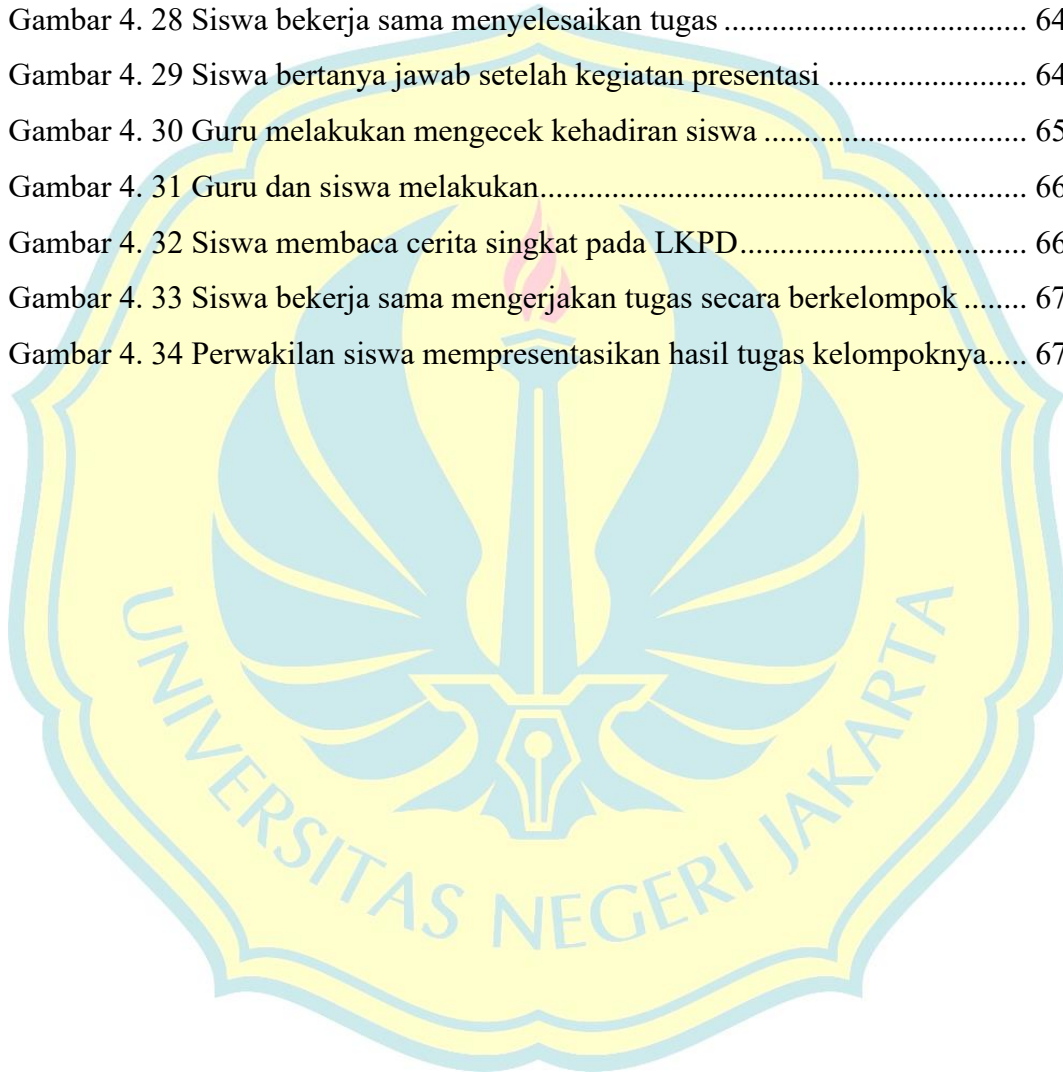 Gambar 4. 28 Siswa bekerja sama menyelesaikan tugas ..................................... 64
Gambar 4. 29 Siswa bertanya jawab setelah kegiatan presentasi ........................ 64
Gambar 4. 30 Guru melakukan mengecek kehadiran siswa ................................ 65
Gambar 4. 31 Guru dan siswa melakukan........................................................... 66
Gambar 4. 32 Siswa membaca cerita singkat pada LKPD................................... 66
Gambar 4. 33 Siswa bekerja sama mengerjakan tugas secara berkelompok ........ 67
Gambar 4. 34 Perwakilan siswa mempresentasikan hasil tugas kelompoknya..... 67
UNIVERSITAS NEGERI JAKARTA